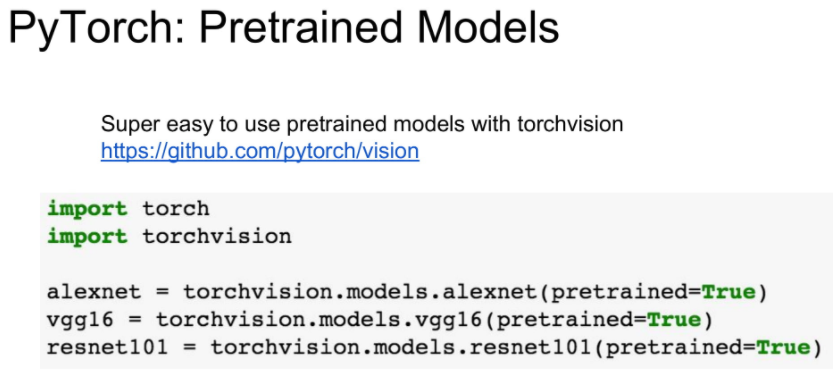 PyTorch: Pretrained Models
Super easy to use pretrained models with torchvision
https://github.com/pytorch/vision
import torch
import torchvision
alexnet = torchvision.models.alexnet(pretrained=True)
vgg16 = torchvision.models.vgg16(pretrained=True)
resnet101 = torchvision.models.resnet101(pretrained=True)